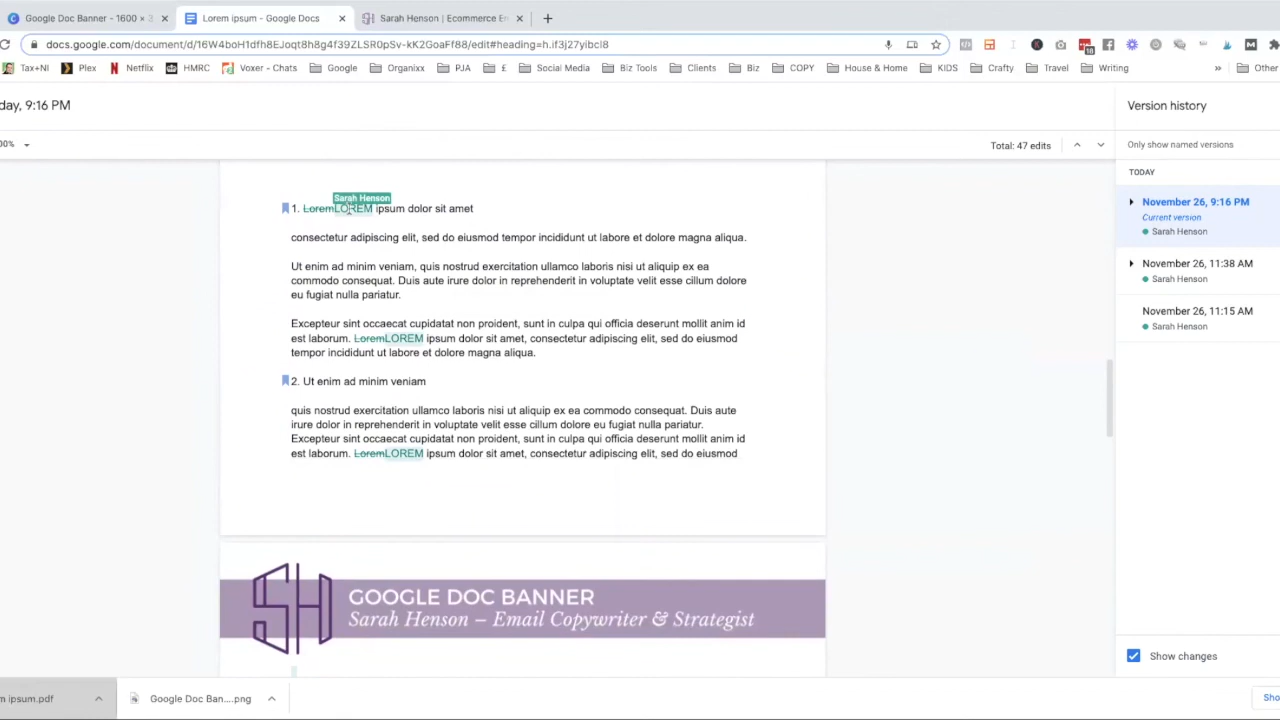 Google Doc Banner - 1600 × 3
Lorem ipsum - Google Docs
Sarah Henson | Ecommerce Em
docs.google.com/document/d/16W4boH1dfh8EJoqt8h8g4f39ZLSR0pSv-kK2GoaFf88/edit#heading=h.if3j27yibcl8
Tax+NI Plex Netflix HMRC Voxer - Chats Google Organixx PJA £ Social Media Biz Tools Clients Biz COPY House & Home KIDS Crafty Travel Writing » Other
day, 9:16 PM
00%
Total: 47 edits
1. LoremLOREM ipsum dolor sit amet
Sarah Henson
consectetur adipiscing elit, sed do eiusmod tempor incididunt ut labore et dolore magna aliqua.
Ut enim ad minim veniam, quis nostrud exercitation ullamco laboris nisi ut aliquip ex ea
commodo consequat. Duis aute irure dolor in reprehenderit in voluptate velit esse cillum dolore
eu fugiat nulla pariatur.
Excepteur sint occaecat cupidatat non proident, sunt in culpa qui officia deserunt mollit anim id
est laborum. LoremLOREM ipsum dolor sit amet, consectetur adipiscing elit, sed do eiusmod
tempor incididunt ut labore et dolore magna aliqua.
2. Ut enim ad minim veniam
quis nostrud exercitation ullamco laboris nisi ut aliquip ex ea commodo consequat. Duis aute
irure dolor in reprehenderit in voluptate velit esse cillum dolore eu fugiat nulla pariatur.
Excepteur sint occaecat cupidatat non proident, sunt in culpa qui officia deserunt mollit anim id
est laborum. LoremLOREM ipsum dolor sit amet, consectetur adipiscing elit, sed do eiusmod
SH
GOOGLE DOC BANNER
Sarah Henson – Email Copywriter & Strategist
Version history
Only show named versions
TODAY
November 26, 9:16 PM
Current version
Sarah Henson
November 26, 11:38 AM
Sarah Henson
November 26, 11:15 AM
Sarah Henson
Show changes
m ipsum.pdf
Google Doc Ban....png
Sho